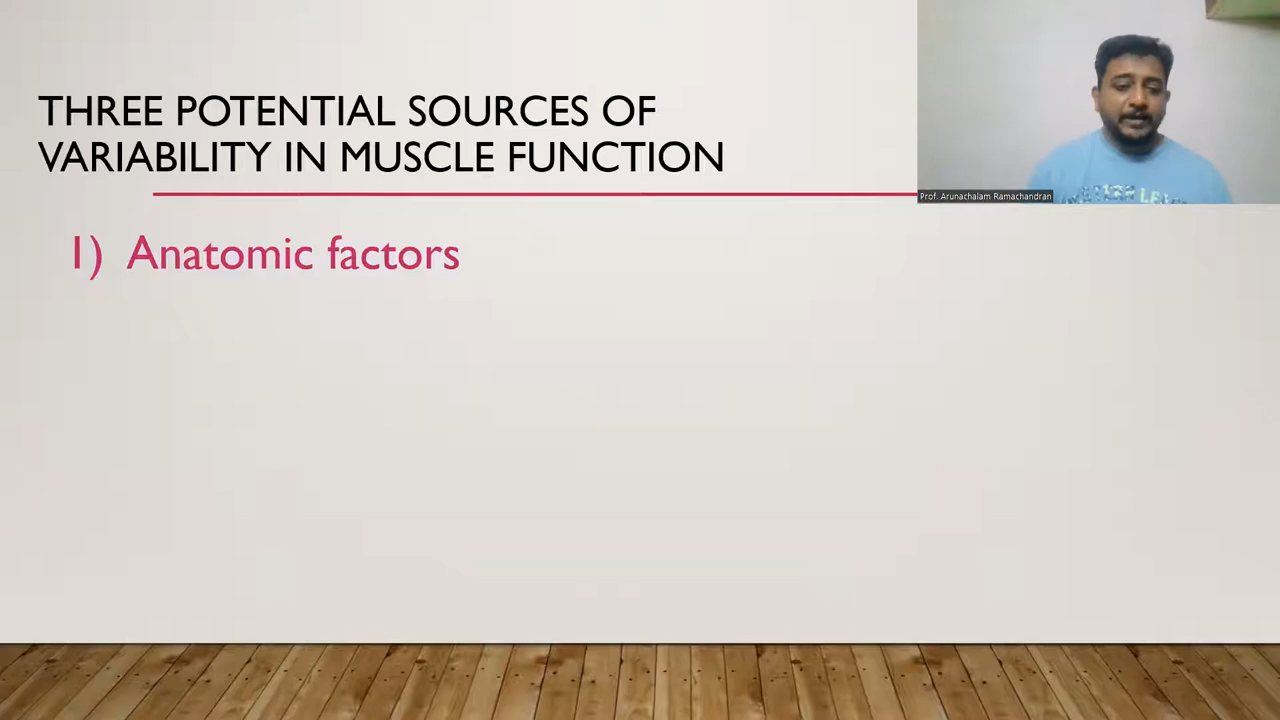 THREE POTENTIAL SOURCES OF
VARIABILITY IN MUSCLE FUNCTION
Prof. Arunachalam Ramachandran
1) Anatomic factors